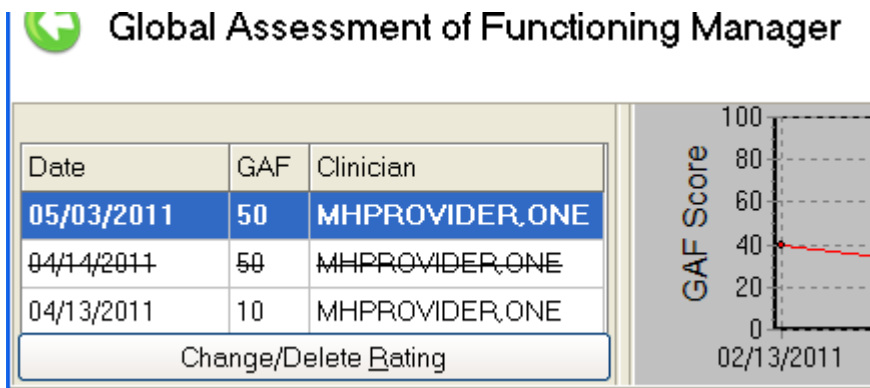 Global Assessment of Functioning Manager
Date GAF Clinician
05/03/2011 50 MHPROVIDER,ONE
04/14/2011 50 MHPROVIDER,ONE
04/13/2011 10 MHPROVIDER,ONE
Change/Delete Rating
GAF Score
100
80
60
40
20
0
02/13/2011